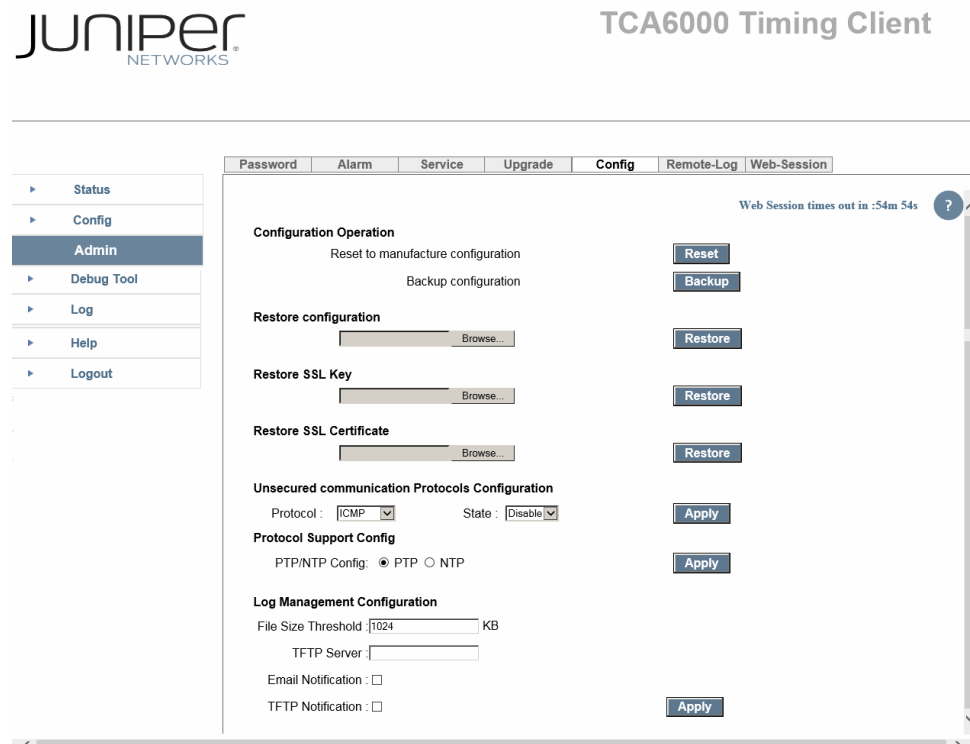 JUNIPEr
NETWORKS
TCA6000 Timing Client
Password Alarm Service Upgrade Config Remote-Log Web-Session
Status
Config
Admin
Debug Tool
Log
Help
Logout
Web Session times out in :54m 54s ?
Configuration Operation
Reset to manufacture configuration Reset
Backup configuration Backup
Restore configuration
Browse... Restore
Restore SSL Key
Browse... Restore
Restore SSL Certificate
Browse... Restore
Unsecured communication Protocols Configuration
Protocol : ICMP State : Disable Apply
Protocol Support Config
PTP/NTP Config: PTP NTP Apply
Log Management Configuration
File Size Threshold :1024 KB
TFTP Server :
Email Notification :
TFTP Notification : Apply